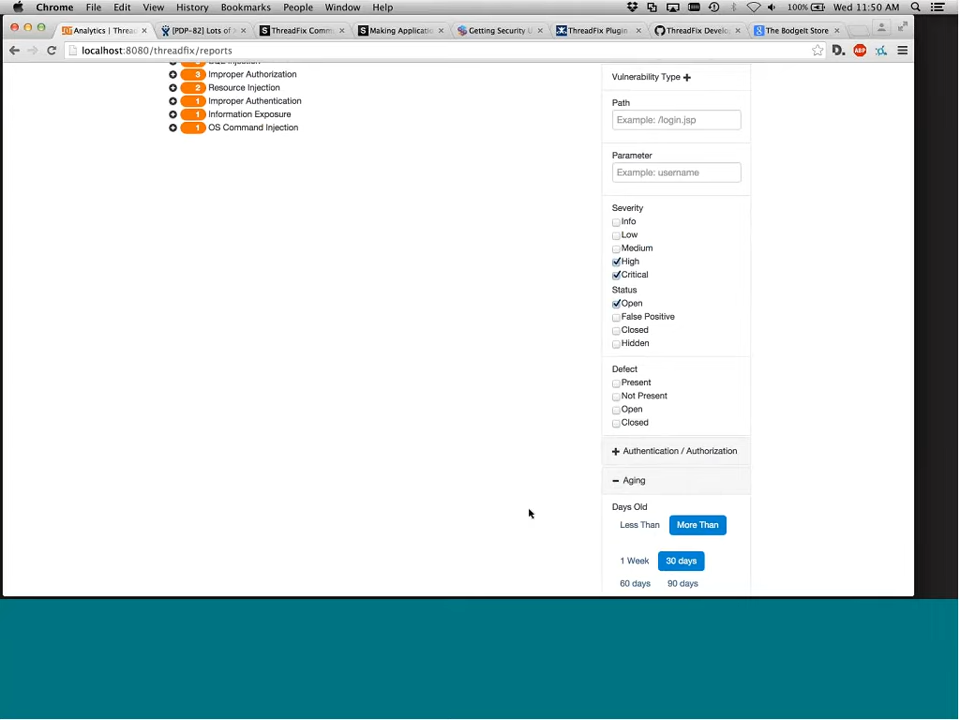 Chrome File Edit View History Bookmarks People Window Help 100% Wed 11:50 AM
Analytics | Thread [PDP-82] Lots of ThreadFix Comm Making Applicatio Getting Security U ThreadFix Plugin ThreadFix Develo The BodgeIt Store
localhost:8080/threadfix/reports D. ABP
3 Improper Authorization
2 Resource Injection
1 Improper Authentication
1 Information Exposure
1 OS Command Injection
Vulnerability Type +
Path
Example: /login.jsp
Parameter
Example: username
Severity
Info
Low
Medium
High
Critical
Status
Open
False Positive
Closed
Hidden
Defect
Present
Not Present
Open
Closed
+ Authentication / Authorization
− Aging
Days Old
Less Than More Than
1 Week 30 days
60 days 90 days